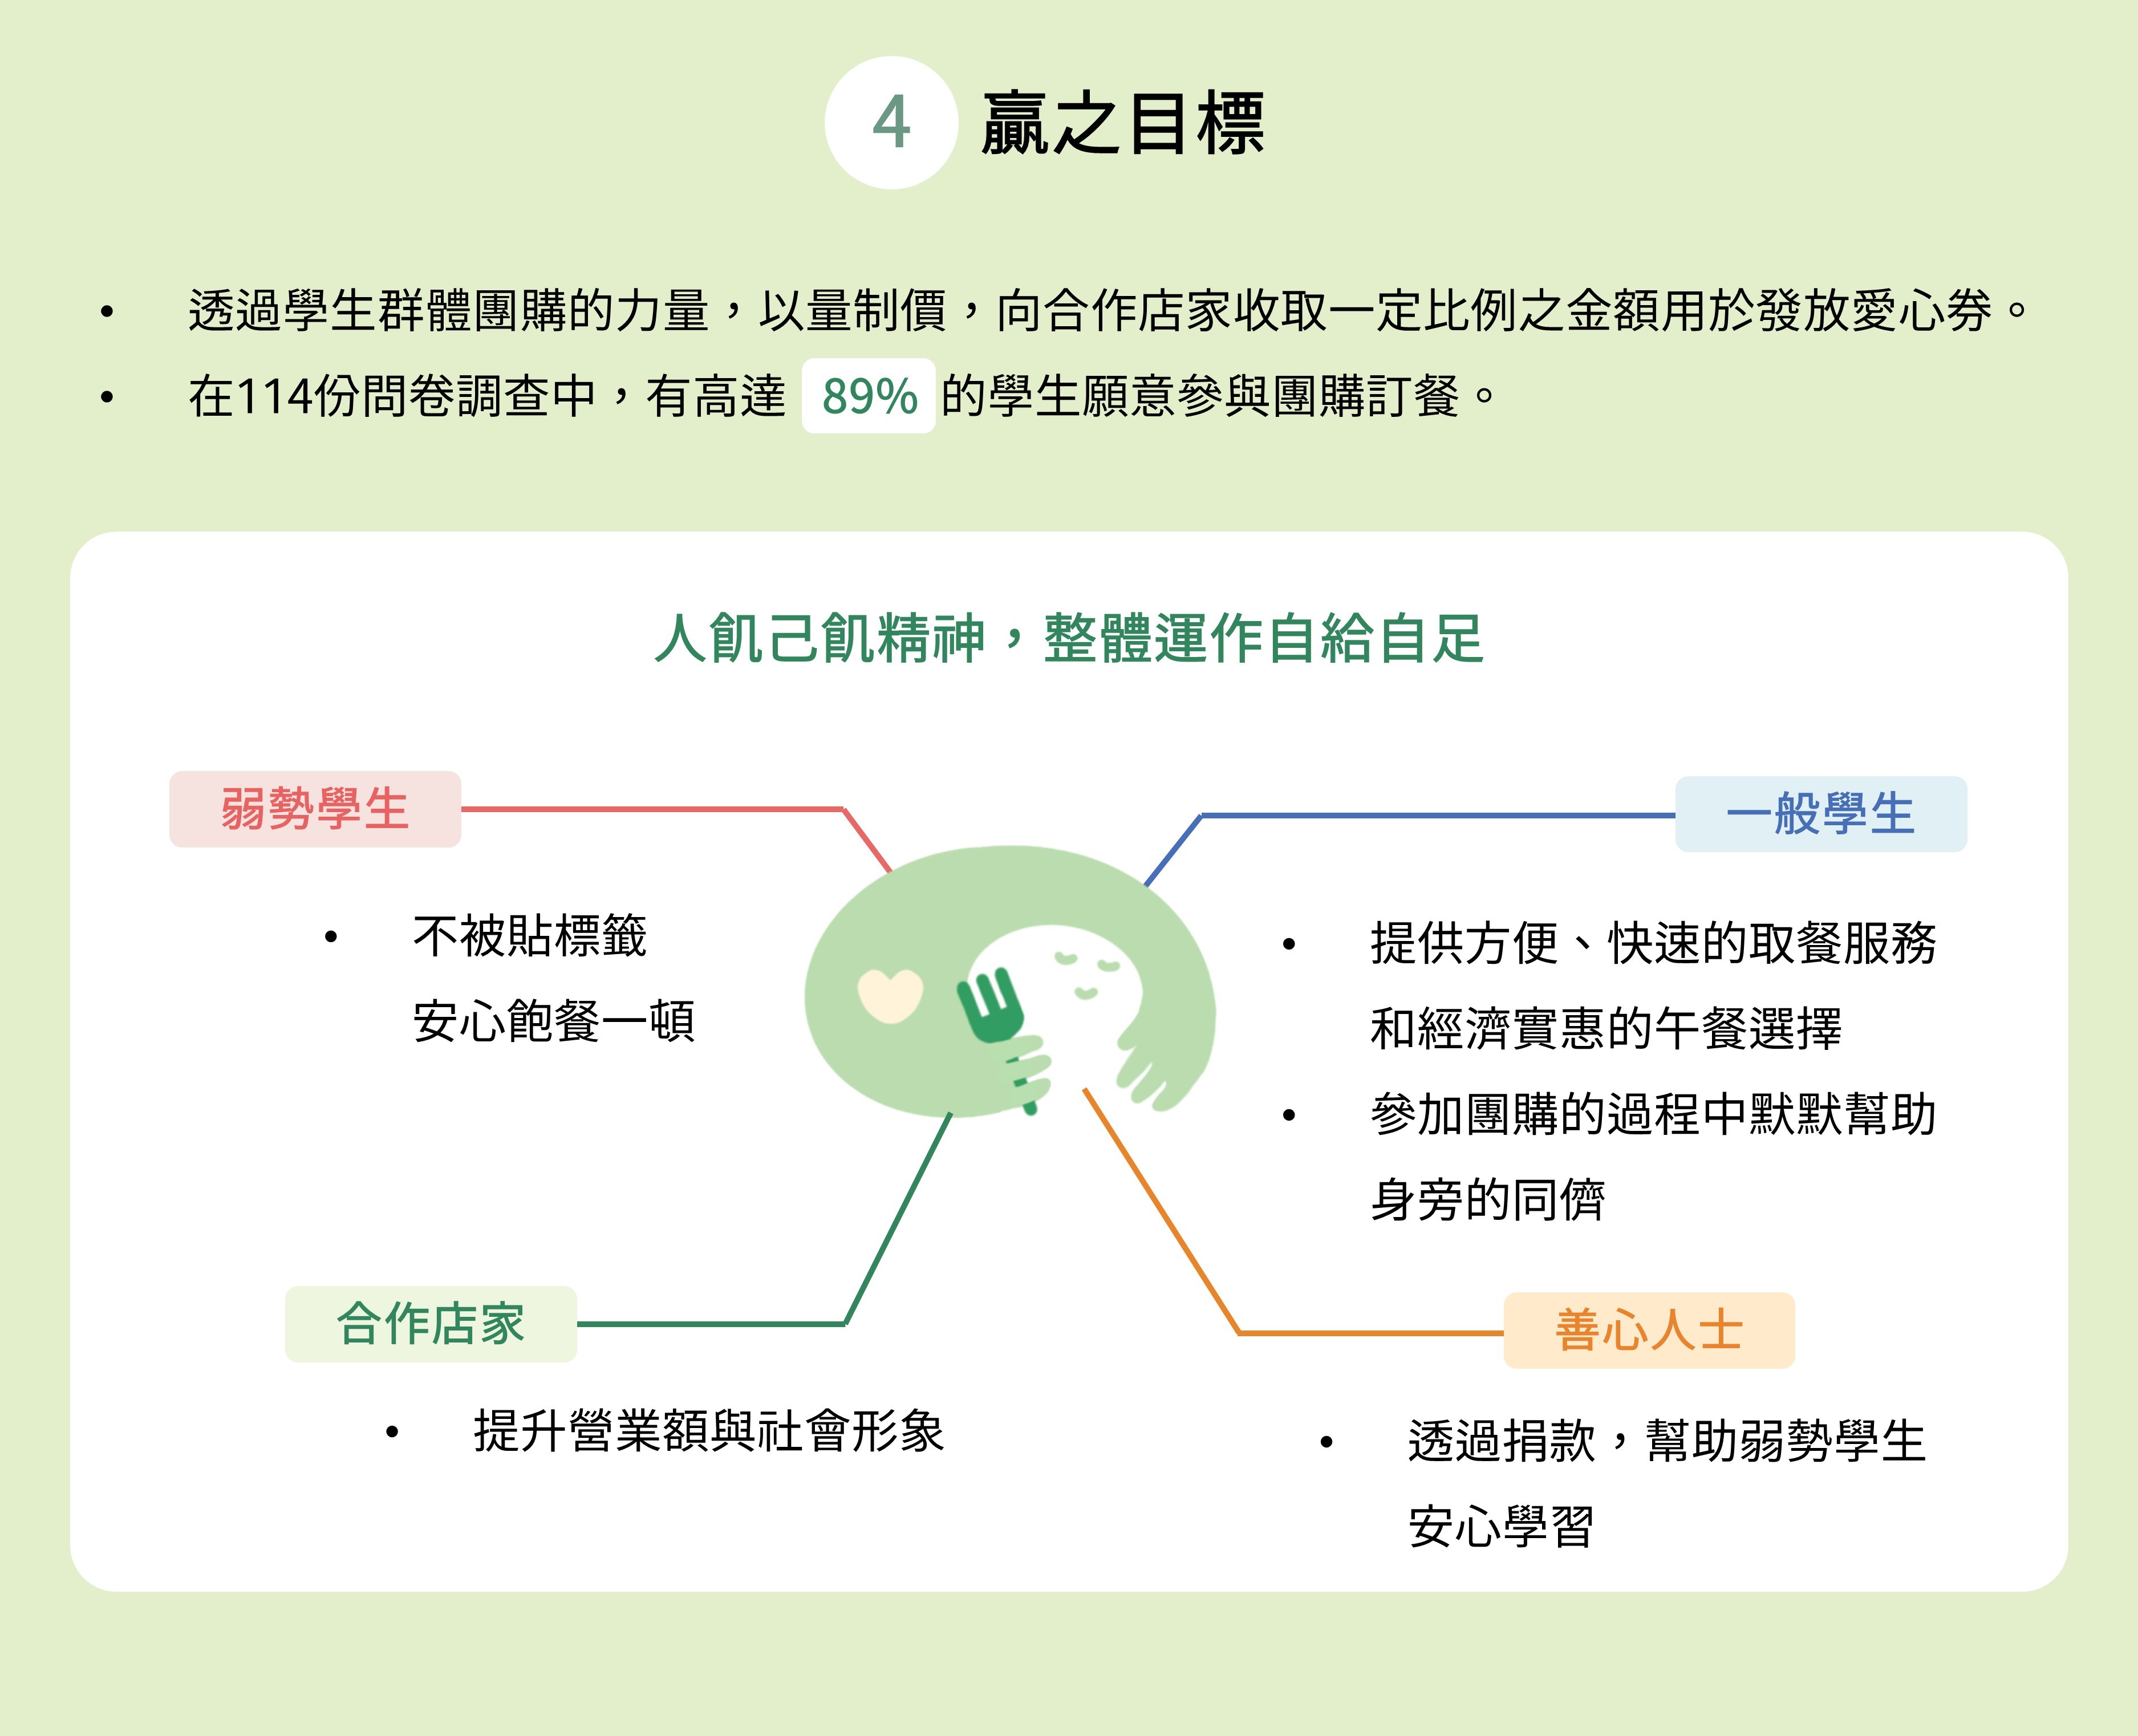 4 贏之目標
• 透過學生群體團購的力量，以量制價，向合作店家收取一定比例之金額用於發放愛心券。
• 在114份問卷調查中，有高達 89% 的學生願意參與團購訂餐。
人飢己飢精神，整體運作自給自足
弱勢學生
• 不被貼標籤
安心飽餐一頓
一般學生
• 提供方便、快速的取餐服務
和經濟實惠的午餐選擇
• 參加團購的過程中默默幫助
身旁的同儕
合作店家
• 提升營業額與社會形象
善心人士
• 透過捐款，幫助弱勢學生
安心學習